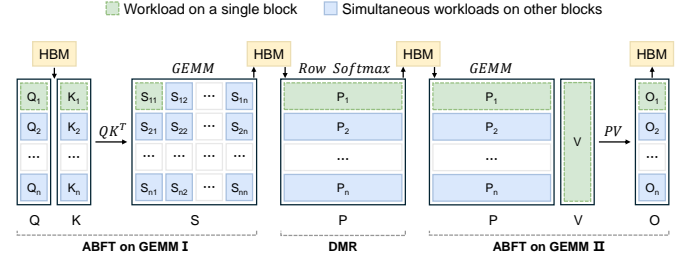 Workload on a single block
Simultaneous workloads on other blocks
HBM
HBM
HBM
HBM
GEMM
Row Softmax
GEMM
Q1 K1 S11 S12 ... S1n P1 P1 O1
Q2 K2 S21 S22 ... S2n P2 P2 O2
QK^T
V
PV
... ... ... ... ... ... ... ... ...
Qn Kn Sn1 Sn2 ... Snn Pn Pn On
Q K S P P V O
ABFT on GEMM I
DMR
ABFT on GEMM II